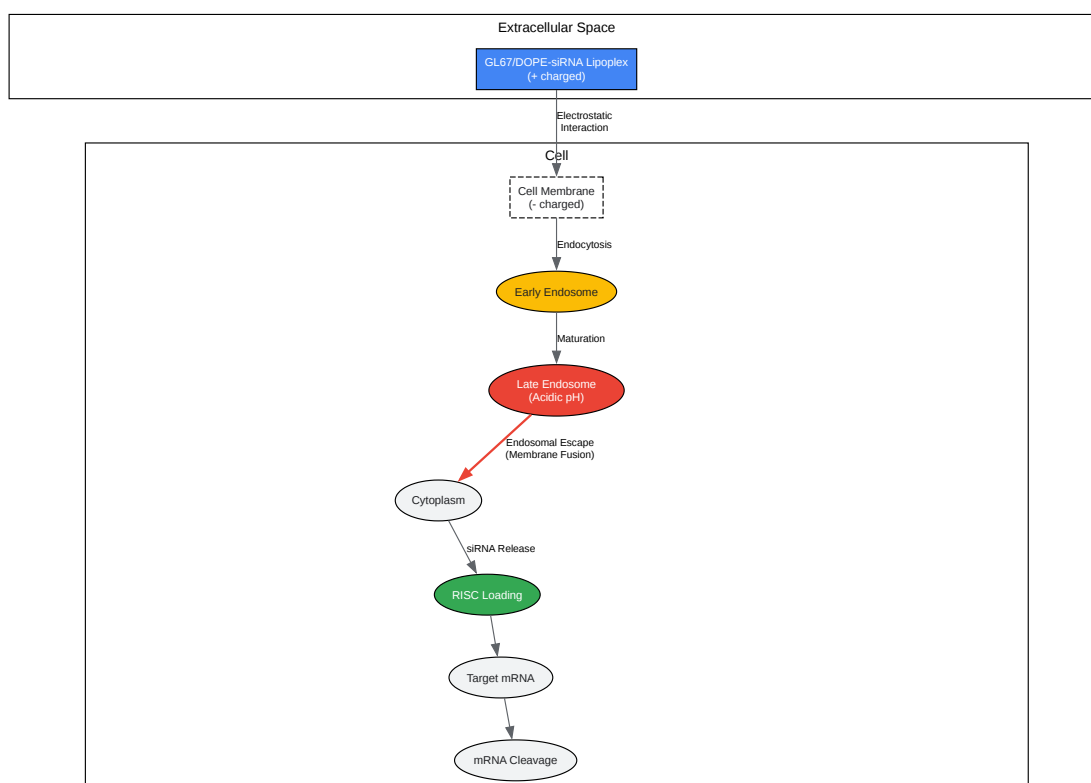 Extracellular Space
GL67/DOPE-siRNA Lipoplex
(+ charged)
Electrostatic
Interaction
Cell
Cell Membrane
(- charged)
Endocytosis
Early Endosome
Maturation
Late Endosome
(Acidic pH)
Endosomal Escape
(Membrane Fusion)
Cytoplasm
siRNA Release
RISC Loading
Target mRNA
mRNA Cleavage